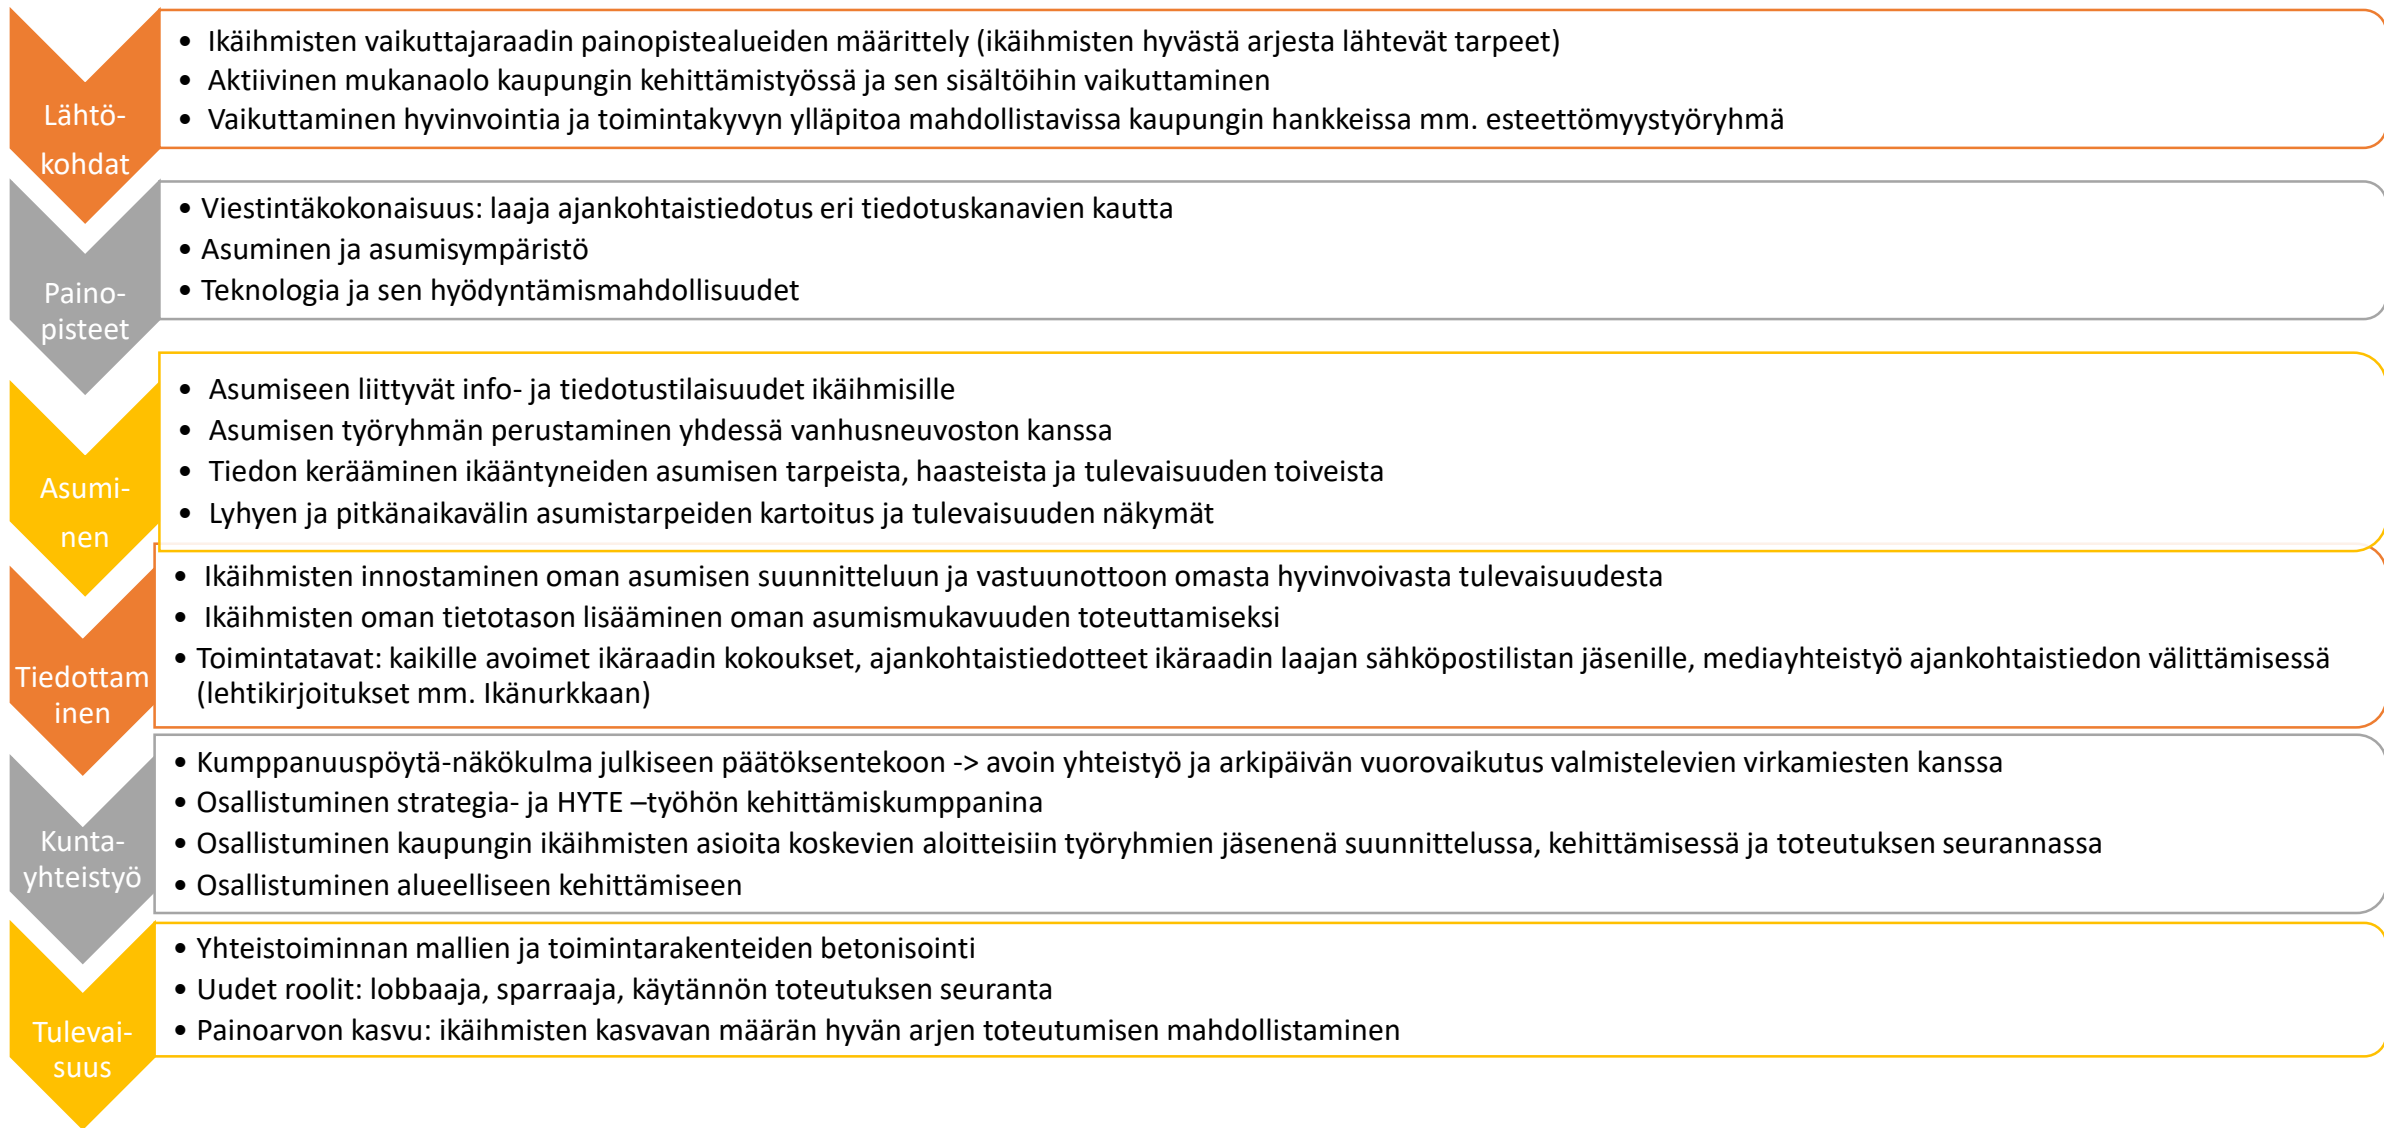 Lähtö-
kohdat
• Ikäihmisten vaikuttajaraadin painopistealueiden määrittely (ikäihmisten hyvästä arjesta lähtevät tarpeet)
• Aktiivinen mukanaolo kaupungin kehittämistyössä ja sen sisältöihin vaikuttaminen
• Vaikuttaminen hyvinvointia ja toimintakyvyn ylläpitoa mahdollistavissa kaupungin hankkeissa mm. esteettömyystyöryhmä
Paino-
pisteet
• Viestintäkokonaisuus: laaja ajankohtaistiedotus eri tiedotuskanavien kautta
• Asuminen ja asumisympäristö
• Teknologia ja sen hyödyntämismahdollisuudet
Asumi-
nen
• Asumiseen liittyvät info- ja tiedotustilaisuudet ikäihmisille
• Asumisen työryhmän perustaminen yhdessä vanhusneuvoston kanssa
• Tiedon kerääminen ikääntyneiden asumisen tarpeista, haasteista ja tulevaisuuden toiveista
• Lyhyen ja pitkänaikavälin asumistarpeiden kartoitus ja tulevaisuuden näkymät
Tiedottam
inen
• Ikäihmisten innostaminen oman asumisen suunnitteluun ja vastuunottoon omasta hyvinvoivasta tulevaisuudesta
• Ikäihmisten oman tietotason lisääminen oman asumismukavuuden toteuttamiseksi
• Toimintatavat: kaikille avoimet ikäraadin kokoukset, ajankohtaistiedotteet ikäraadin laajan sähköpostilistan jäsenille, mediayhteistyö ajankohtaistiedon välittämisessä
(lehtikirjoitukset mm. Ikänurkkaan)
Kunta-
yhteistyö
• Kumppanuuspöytä-näkökulma julkiseen päätöksentekoon -> avoin yhteistyö ja arkipäivän vuorovaikutus valmistelevien virkamiesten kanssa
• Osallistuminen strategia- ja HYTE –työhön kehittämiskumppanina
• Osallistuminen kaupungin ikäihmisten asioita koskevien aloitteisiin työryhmien jäsenenä suunnittelussa, kehittämisessä ja toteutuksen seurannassa
• Osallistuminen alueelliseen kehittämiseen
Tulevai-
suus
• Yhteistoiminnan mallien ja toimintarakenteiden betonisointi
• Uudet roolit: lobbaaja, sparraaja, käytännön toteutuksen seuranta
• Painoarvon kasvu: ikäihmisten kasvavan määrän hyvän arjen toteutumisen mahdollistaminen